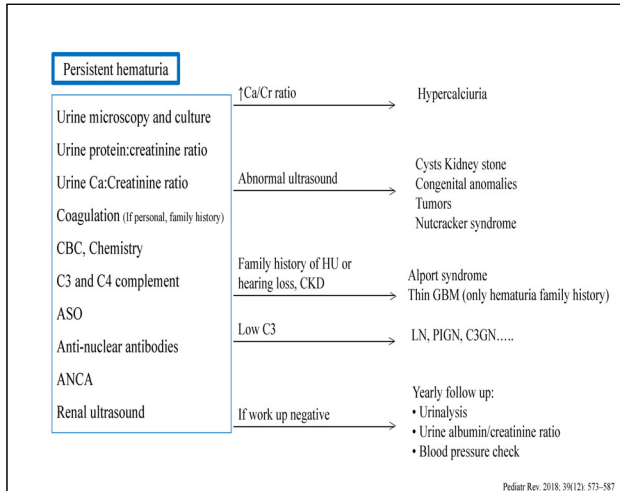 Persistent hematuria
Urine microscopy and culture
Urine protein:creatinine ratio
Urine Ca:Creatinine ratio
Coagulation (If personal, family history)
CBC, Chemistry
C3 and C4 complement
ASO
Anti-nuclear antibodies
ANCA
Renal ultrasound
↑Ca/Cr ratio
Hypercalciuria
Abnormal ultrasound
Cysts Kidney stone
Congenital anomalies
Tumors
Nutcracker syndrome
Family history of HU or
hearing loss, CKD
Alport syndrome
Thin GBM (only hematuria family history)
Low C3
LN, PIGN, C3GN.....
If work up negative
Yearly follow up:
• Urinalysis
• Urine albumin/creatinine ratio
• Blood pressure check
Pediatr Rev. 2018; 39(12): 573–587